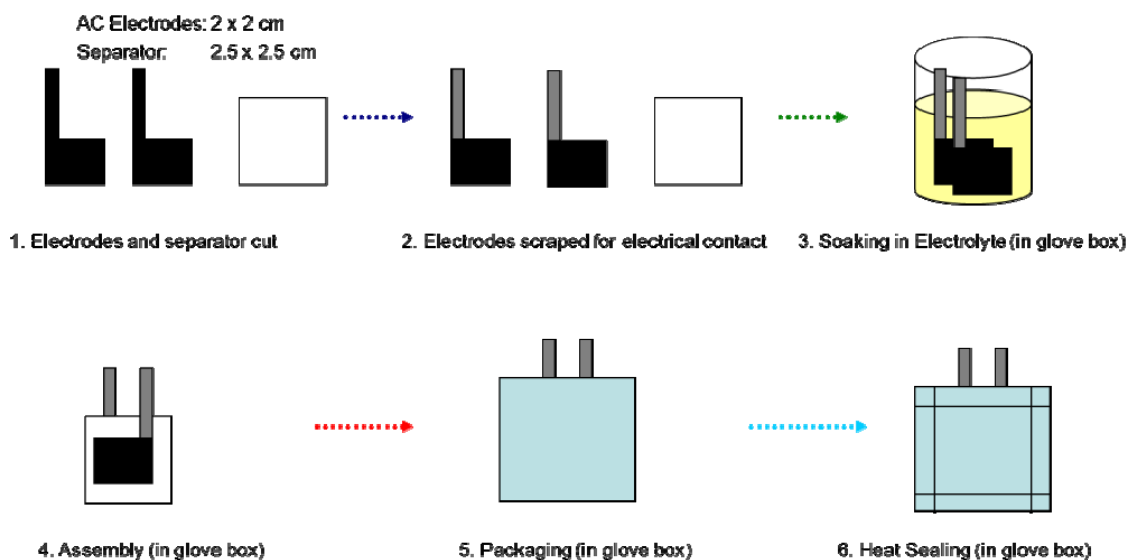 AC Electrodes: 2 x 2 cm
Separator: 2.5 x 2.5 cm
1. Electrodes and separator cut
2. Electrodes scraped for electrical contact
3. Soaking in Electrolyte (in glove box)
4. Assembly (in glove box)
5. Packaging (in glove box)
6. Heat Sealing (in glove box)